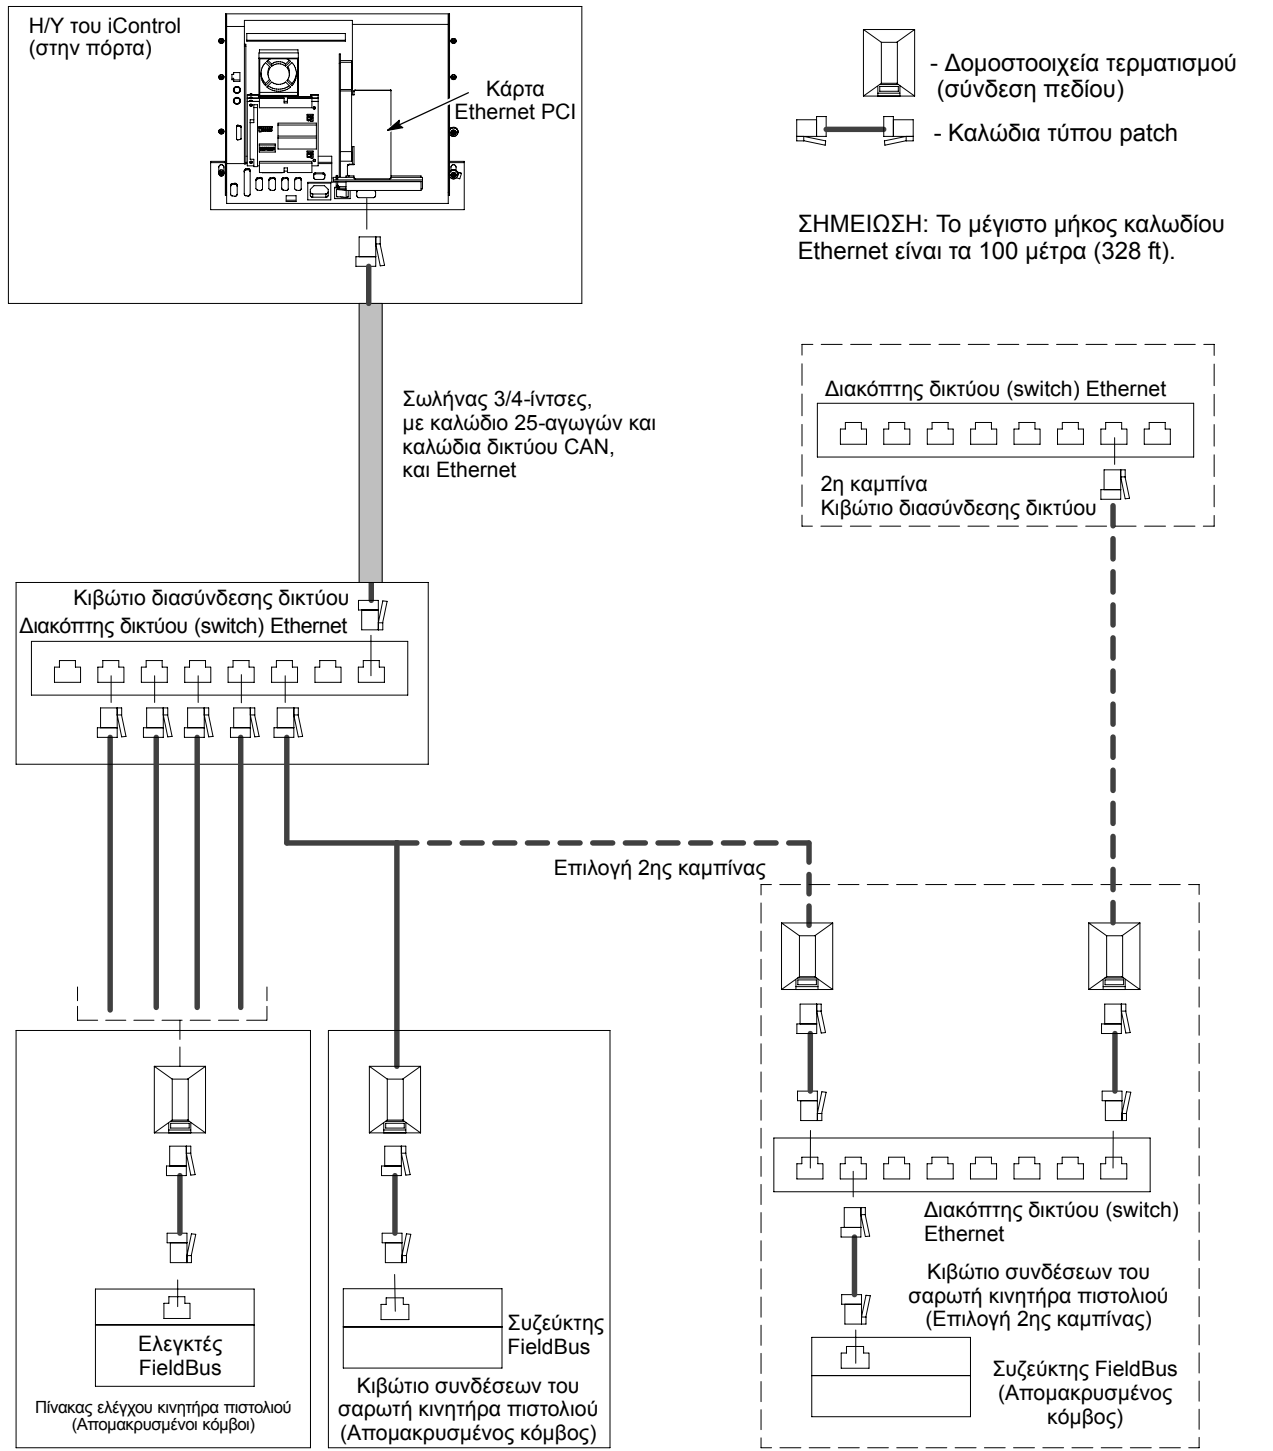 Η/Υ του iControl
(στην πόρτα)
Κάρτα
Ethernet PCI
- Δομοστοοιχεία τερματισμού
(σύνδεση πεδίου)
- Καλώδια τύπου patch
ΣΗΜΕΙΩΣΗ: Το μέγιστο μήκος καλωδίου
Ethernet είναι τα 100 μέτρα (328 ft).
Σωλήνας 3/4-ίντσες,
με καλώδιο 25-αγωγών και
καλώδια δικτύου CAN,
και Ethernet
Διακόπτης δικτύου (switch) Ethernet
2η καμπίνα
Κιβώτιο διασύνδεσης δικτύου
Κιβώτιο διασύνδεσης δικτύου
Διακόπτης δικτύου (switch) Ethernet
Επιλογή 2ης καμπίνας
Ελεγκτές
FieldBus
Πίνακας ελέγχου κινητήρα πιστολιού
(Απομακρυσμένοι κόμβοι)
Συζεύκτης
FieldBus
Κιβώτιο συνδέσεων του
σαρωτή κινητήρα πιστολιού
(Απομακρυσμένος κόμβος)
Διακόπτης δικτύου (switch)
Ethernet
Κιβώτιο συνδέσεων του
σαρωτή κινητήρα πιστολιού
(Επιλογή 2ης καμπίνας)
Συζεύκτης FieldBus
(Απομακρυσμένος
κόμβος)